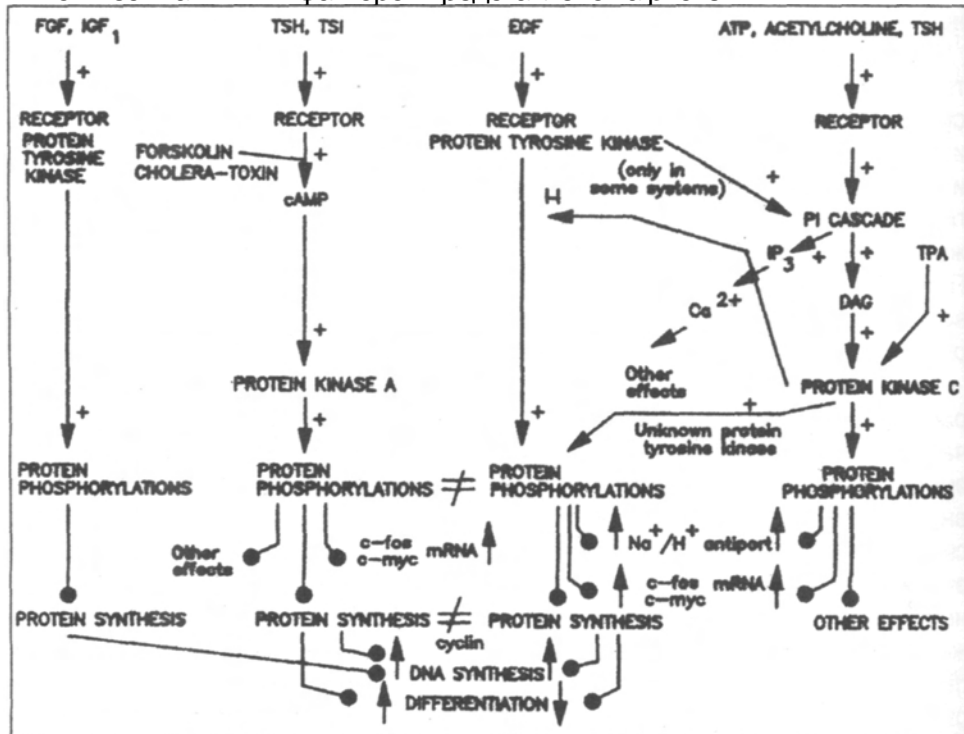 FGF, IGF1
TSH, TSI
EGF
ATP, ACETYLCHOLINE, TSH
+
+
+
+
RECEPTOR
PROTEIN
TYROSINE
KINASE
RECEPTOR
RECEPTOR
PROTEIN TYROSINE KINASE
RECEPTOR
FORSKOLIN
CHOLERA-TOXIN
+
cAMP
(only in
some systems)
+
+
PI CASCADE
IP3
+
+
TPA
Ca2+
DAG
+
+
+
Other
effects
PROTEIN KINASE A
PROTEIN KINASE C
+
+
+
+
Unknown protein
tyrosine kinase
+
PROTEIN
PHOSPHORYLATIONS
PROTEIN
PHOSPHORYLATIONS
≠
PROTEIN
PHOSPHORYLATIONS
PROTEIN
PHOSPHORYLATIONS
Other
effects
c-fos
c-myc
mRNA
Na+/H+ antiport
c-fos
c-myc
mRNA
PROTEIN SYNTHESIS
PROTEIN SYNTHESIS
≠
PROTEIN SYNTHESIS
OTHER EFFECTS
cyclin
DNA SYNTHESIS
DIFFERENTIATION